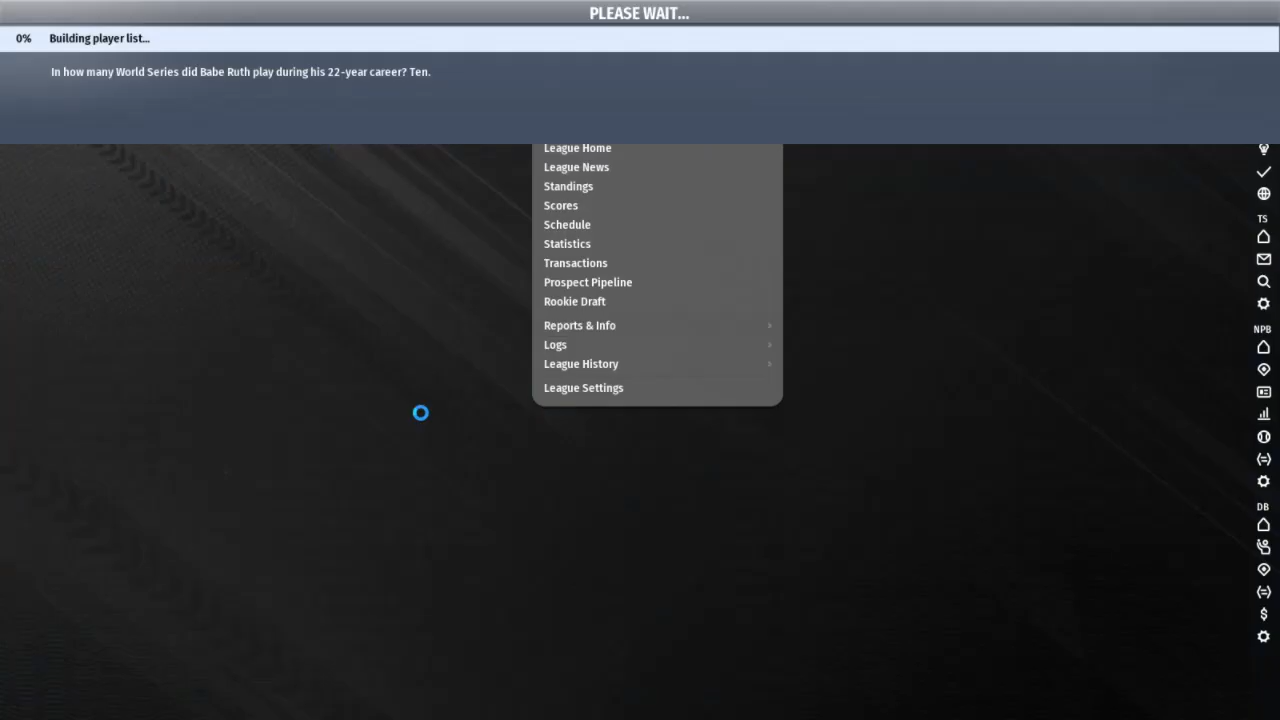 PLEASE WAIT...
0% Building player list...
In how many World Series did Babe Ruth play during his 22-year career? Ten.
League Home
League News
Standings
Scores
Schedule
Statistics
Transactions
Prospect Pipeline
Rookie Draft
Reports & Info
Logs
League History
League Settings
TS
NPB
DB
$